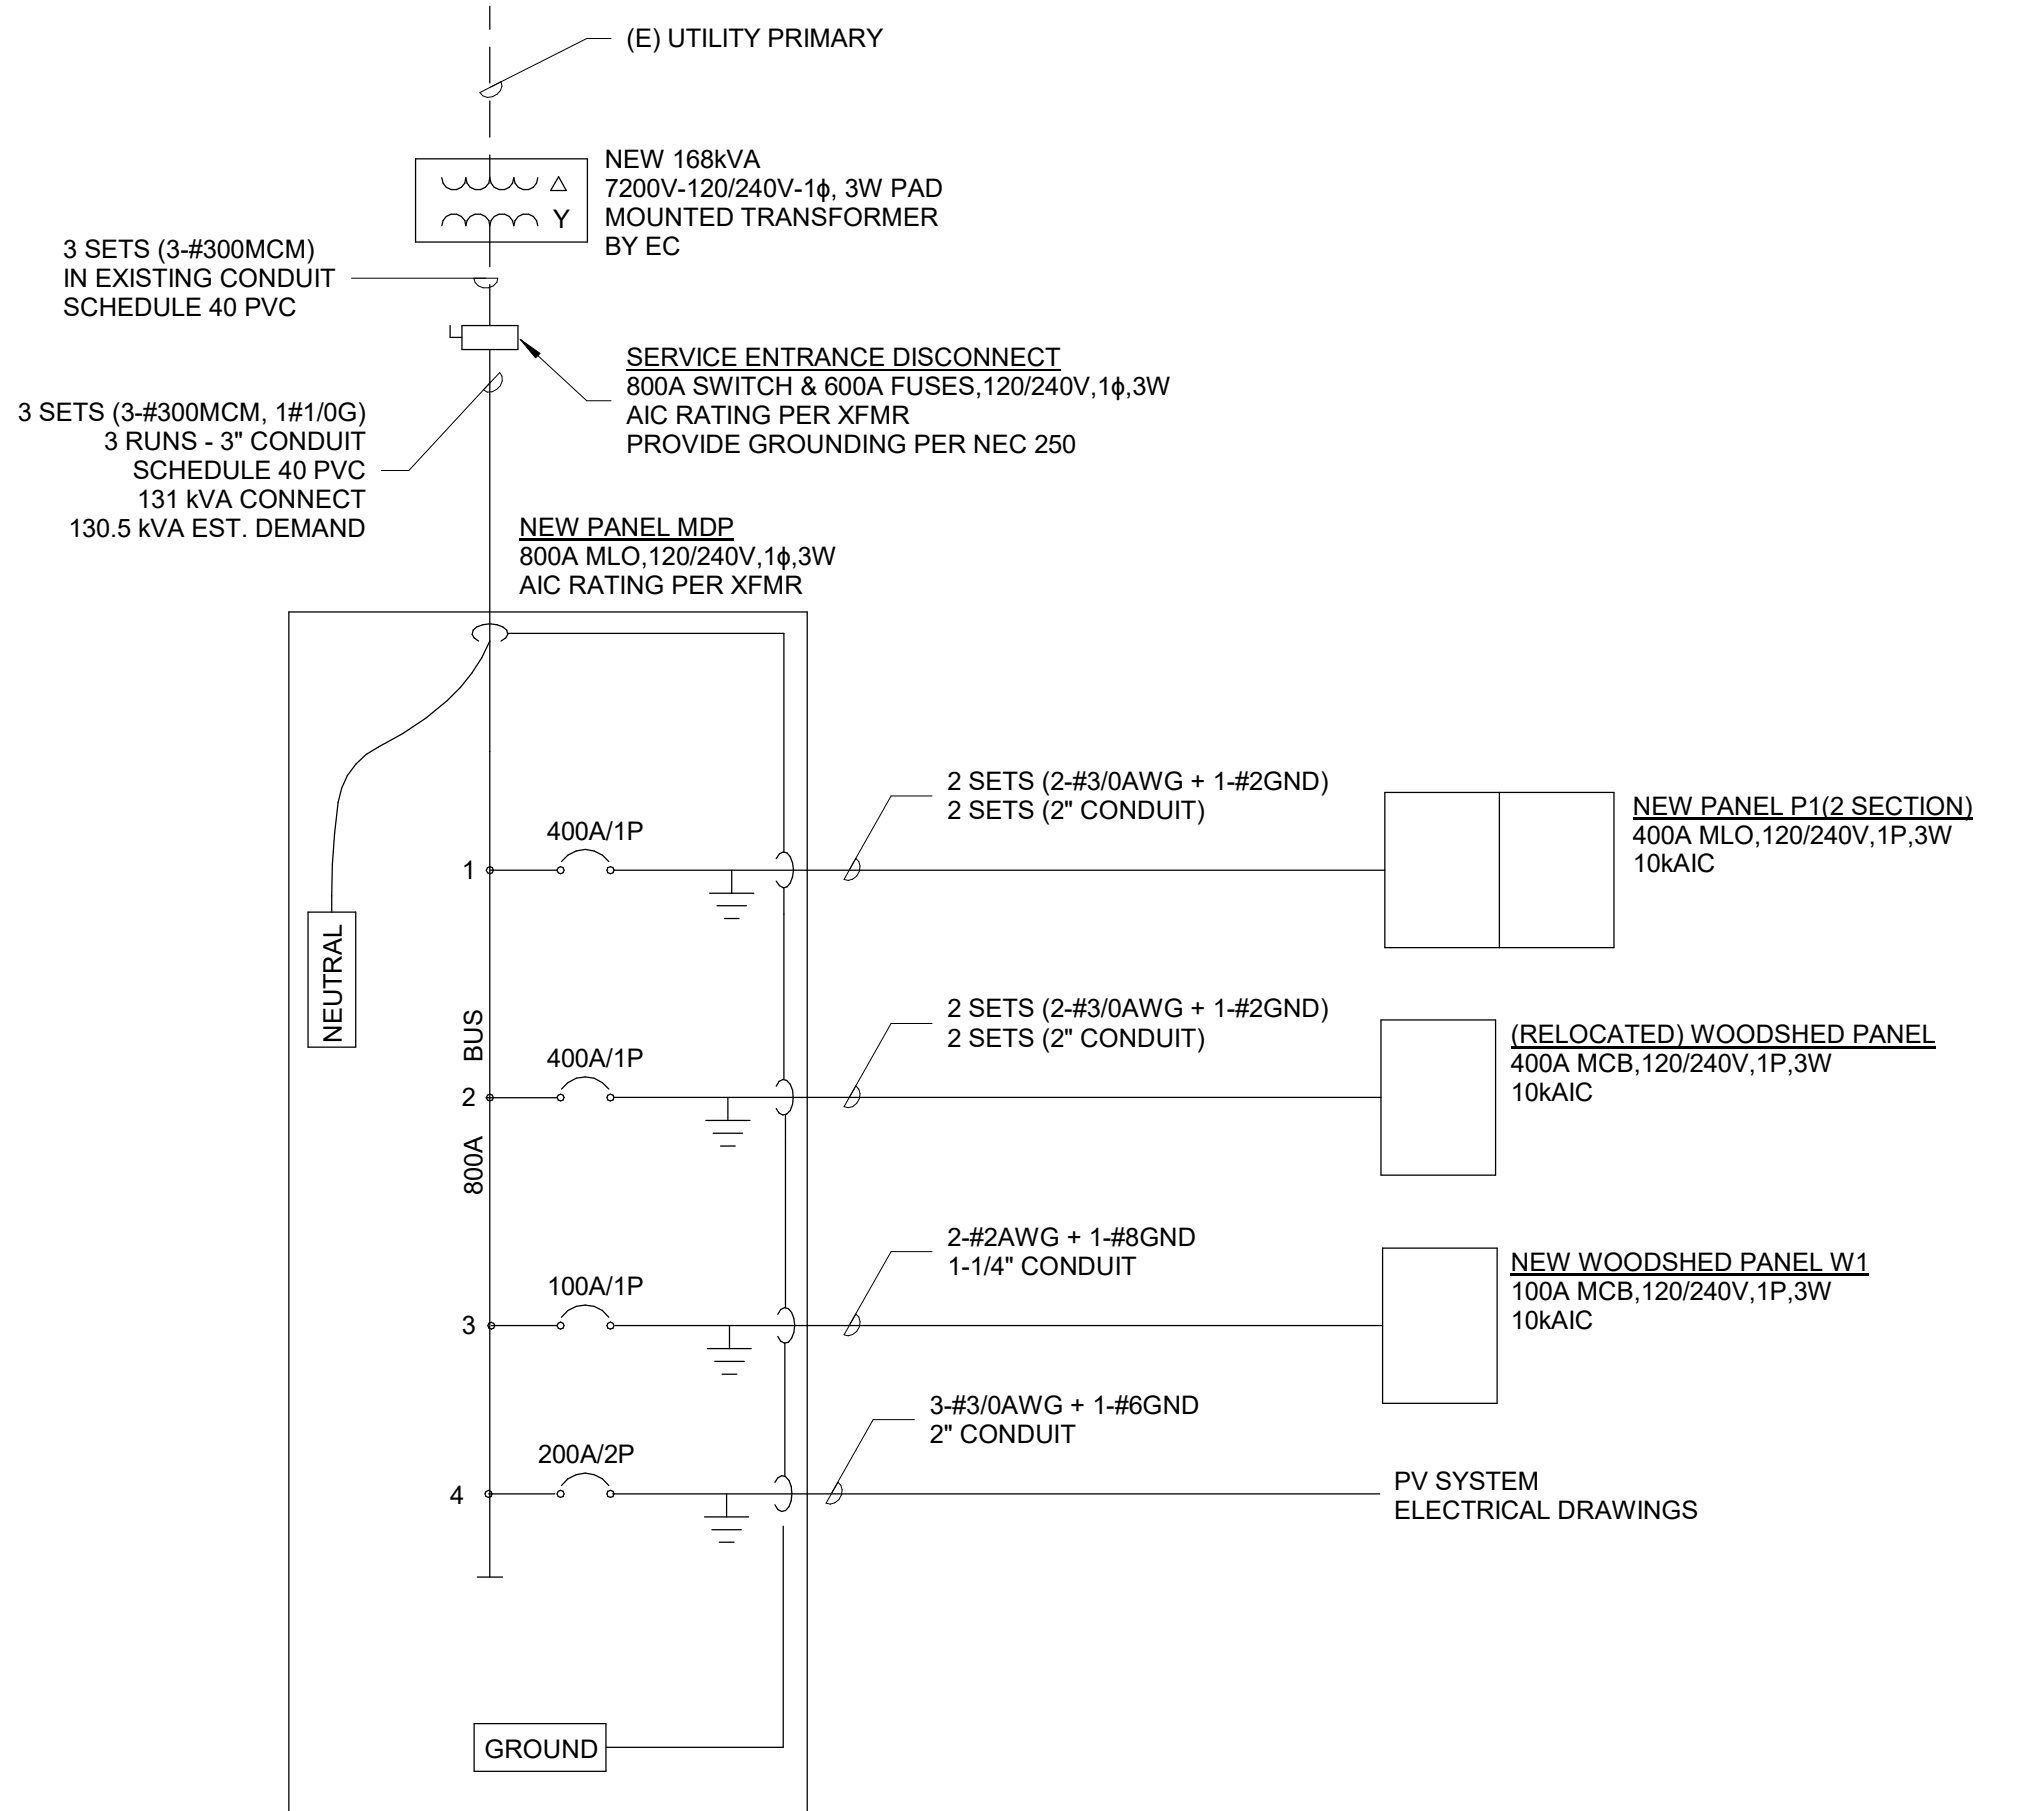 (E) UTILITY PRIMARY
NEW 168kVA
7200V-120/240V-1ϕ, 3W PAD
MOUNTED TRANSFORMER
BY EC
Y
3 SETS (3-#300MCM)
IN EXISTING CONDUIT
SCHEDULE 40 PVC
SERVICE ENTRANCE DISCONNECT
800A SWITCH & 600A FUSES,120/240V,1ϕ,3W
AIC RATING PER XFMR
PROVIDE GROUNDING PER NEC 250
3 SETS (3-#300MCM, 1#1/0G)
3 RUNS - 3" CONDUIT
SCHEDULE 40 PVC
131 kVA CONNECT
130.5 kVA EST. DEMAND
NEW PANEL MDP
800A MLO,120/240V,1ϕ,3W
AIC RATING PER XFMR
2 SETS (2-#3/0AWG + 1-#2GND)
2 SETS (2" CONDUIT)
NEW PANEL P1(2 SECTION)
400A MLO,120/240V,1P,3W
10kAIC
400A/1P
1
NEUTRAL
2 SETS (2-#3/0AWG + 1-#2GND)
2 SETS (2" CONDUIT)
(RELOCATED) WOODSHED PANEL
400A MCB,120/240V,1P,3W
10kAIC
400A/1P
2
800A BUS
2-#2AWG + 1-#8GND
1-1/4" CONDUIT
NEW WOODSHED PANEL W1
100A MCB,120/240V,1P,3W
10kAIC
100A/1P
3
3-#3/0AWG + 1-#6GND
2" CONDUIT
200A/2P
4
PV SYSTEM
ELECTRICAL DRAWINGS
GROUND